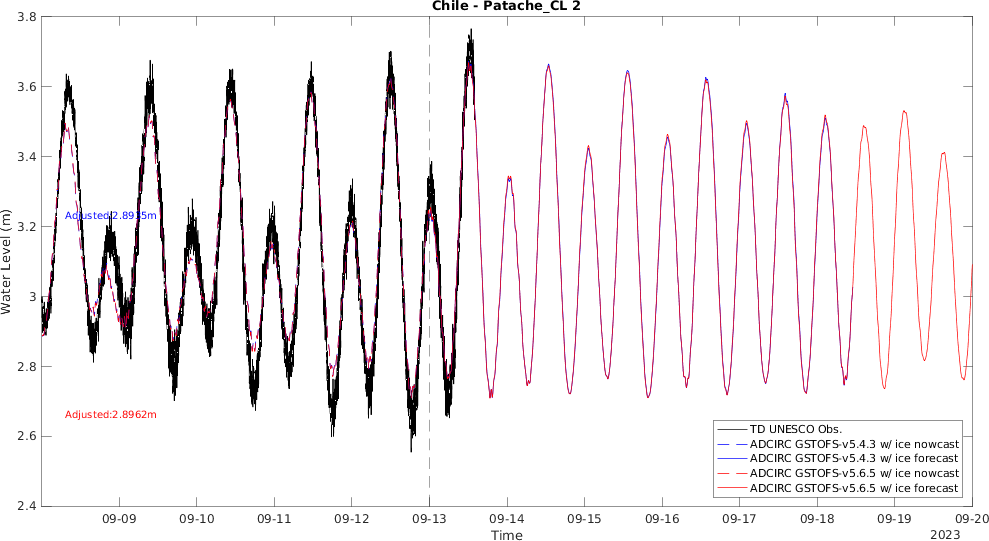 Chile - Patache_CL 2
3.8
3.6
3.4
3.2
3
2.8
2.6
2.4
Water Level (m)
Adjusted:2.8935m
Adjusted:2.8962m
TD UNESCO Obs.
ADCIRC GSTOFS-v5.4.3 w/ ice nowcast
ADCIRC GSTOFS-v5.4.3 w/ ice forecast
ADCIRC GSTOFS-v5.6.5 w/ ice nowcast
ADCIRC GSTOFS-v5.6.5 w/ ice forecast
09-09 09-10 09-11 09-12 09-13 09-14 09-15 09-16 09-17 09-18 09-19 09-20
Time
2023